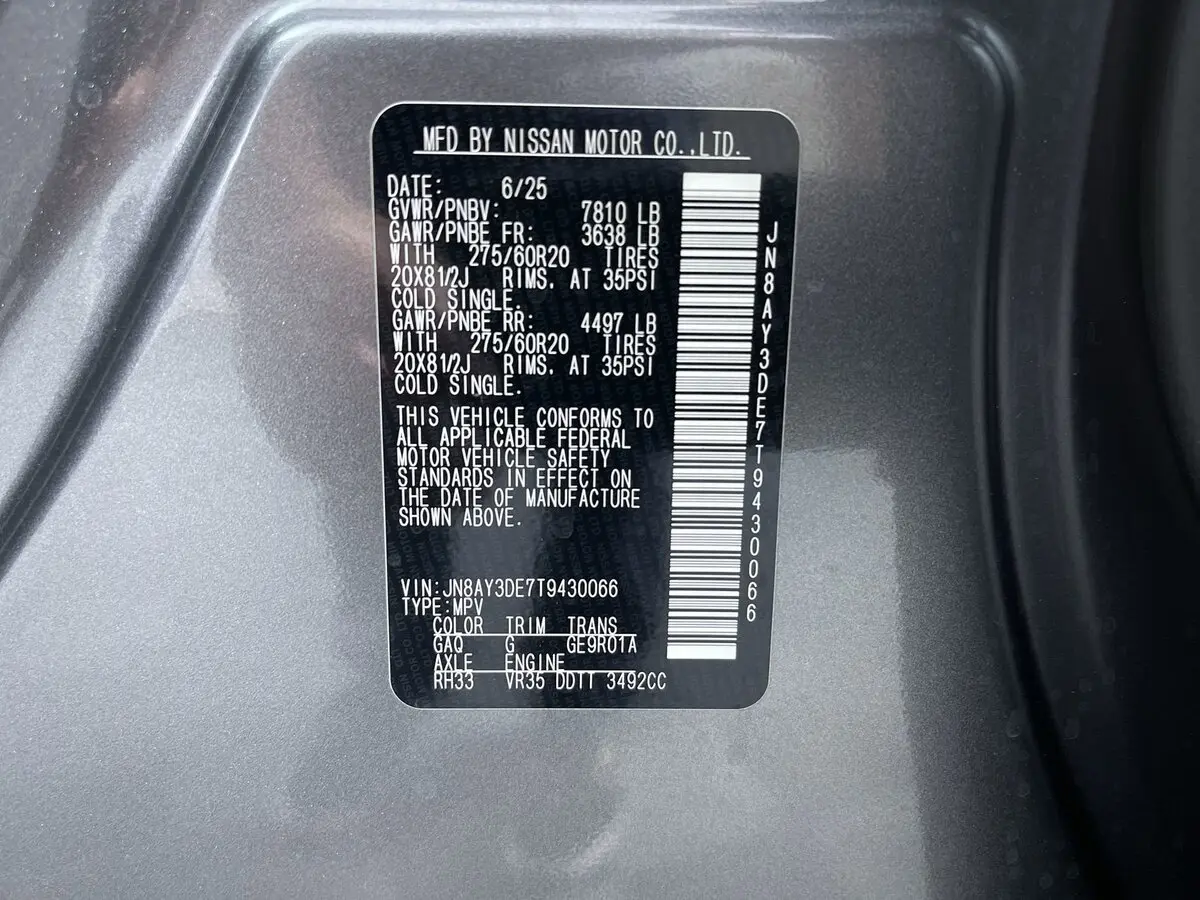 MFD BY NISSAN MOTOR CO.,LTD.
DATE: 6/25
GVWR/PNBV: 7810 LB
GAWR/PNBE FR: 3638 LB
WITH 275/60R20 TIRES
20X81/2J RIMS. AT 35PSI
COLD SINGLE.
GAWR/PNBE RR: 4497 LB
WITH 275/60R20 TIRES
20X81/2J RIMS. AT 35PSI
COLD SINGLE.
THIS VEHICLE CONFORMS TO
ALL APPLICABLE FEDERAL
MOTOR VEHICLE SAFETY
STANDARDS IN EFFECT ON
THE DATE OF MANUFACTURE
SHOWN ABOVE.
VIN:JN8AY3DE7T9430066
TYPE:MPV
COLOR TRIM TRANS
GAQ G GE9R01A
AXLE ENGINE
RH33 VR35 DDTT 3492CC
JN8AY3DE7T9430066